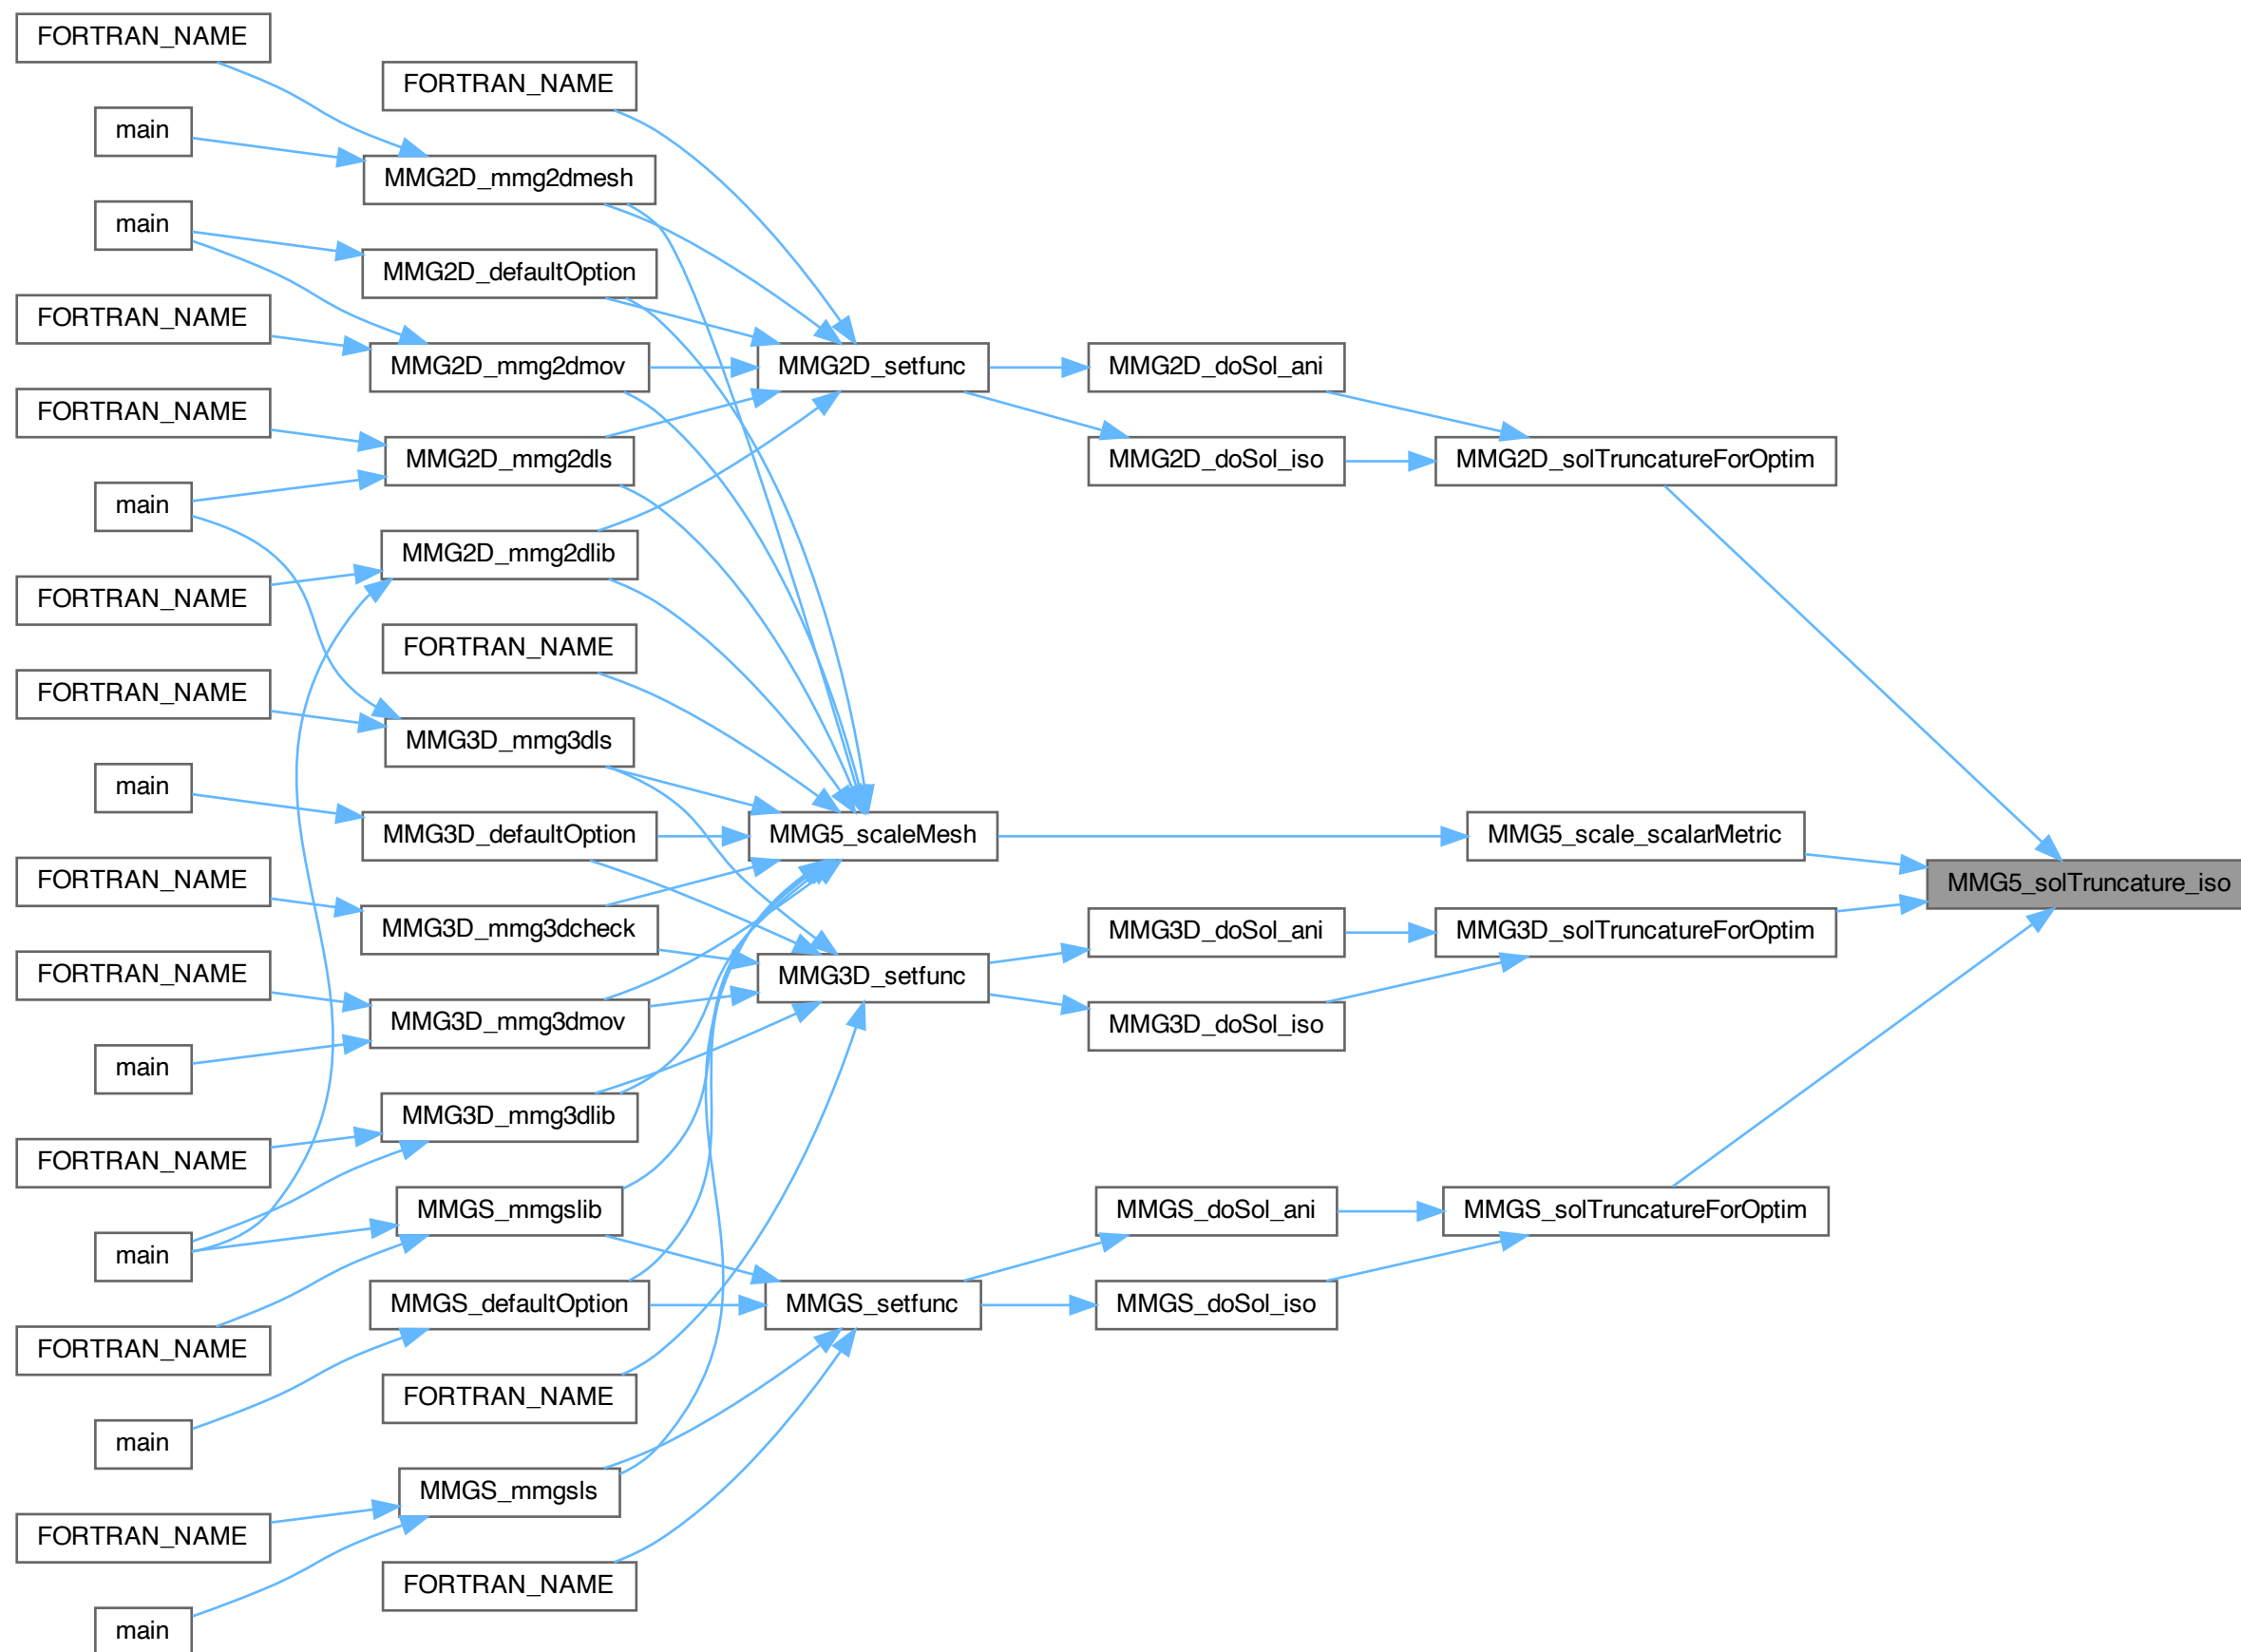 FORTRAN_NAME
main
main
FORTRAN_NAME
FORTRAN_NAME
main
FORTRAN_NAME
FORTRAN_NAME
main
FORTRAN_NAME
FORTRAN_NAME
main
FORTRAN_NAME
main
FORTRAN_NAME
main
FORTRAN_NAME
main
FORTRAN_NAME
MMG2D_mmg2dmesh
MMG2D_defaultOption
MMG2D_mmg2dmov
MMG2D_mmg2dls
MMG2D_mmg2dlib
FORTRAN_NAME
MMG3D_mmg3dls
MMG3D_defaultOption
MMG3D_mmg3dcheck
MMG3D_mmg3dmov
MMG3D_mmg3dlib
MMGS_mmgslib
MMGS_defaultOption
FORTRAN_NAME
MMGS_mmgsls
FORTRAN_NAME
MMG2D_setfunc
MMG5_scaleMesh
MMG3D_setfunc
MMGS_setfunc
MMG2D_doSol_ani
MMG2D_doSol_iso
MMG3D_doSol_ani
MMG3D_doSol_iso
MMGS_doSol_ani
MMGS_doSol_iso
MMG2D_solTruncatureForOptim
MMG5_scale_scalarMetric
MMG3D_solTruncatureForOptim
MMGS_solTruncatureForOptim
MMG5_solTruncature_iso